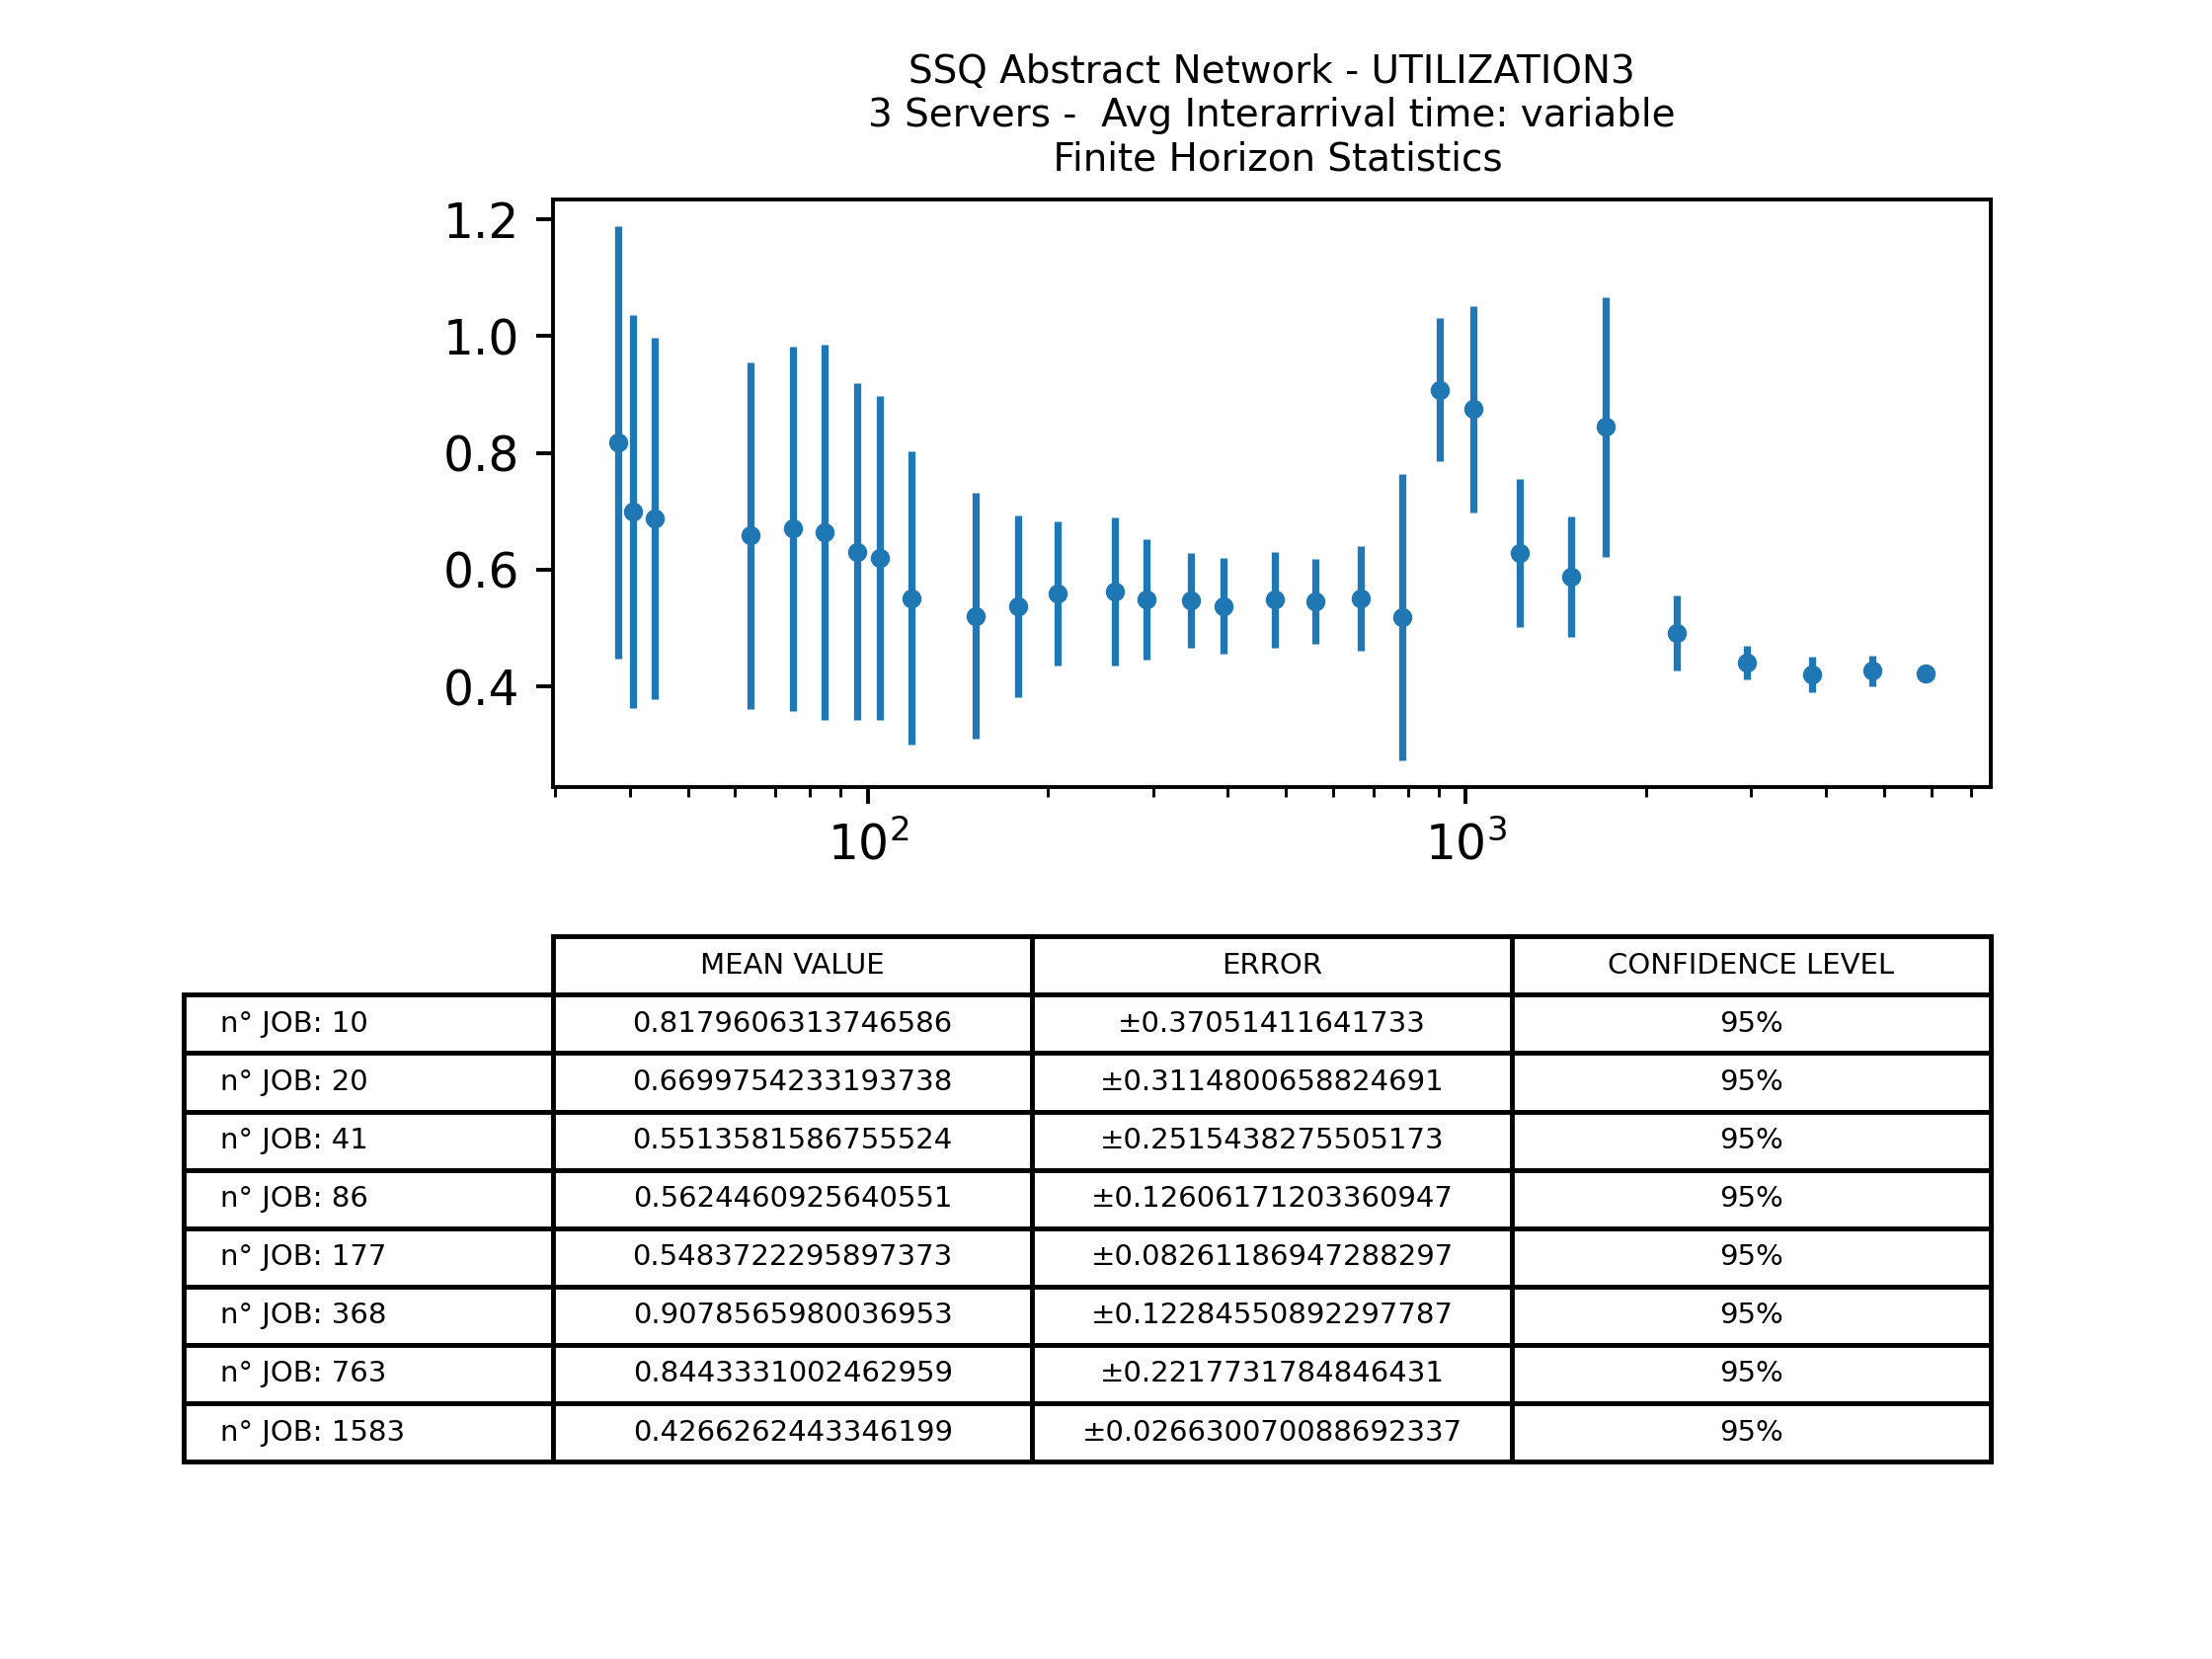 SSQ Abstract Network - UTILIZATION3
3 Servers -  Avg Interarrival time: variable
Finite Horizon Statistics
1.2
1.0
0.8
0.6
0.4
10² 10³
MEAN VALUE ERROR CONFIDENCE LEVEL
n° JOB: 10 0.8179606313746586 ±0.37051411641733 95%
n° JOB: 20 0.6699754233193738 ±0.3114800658824691 95%
n° JOB: 41 0.5513581586755524 ±0.2515438275505173 95%
n° JOB: 86 0.5624460925640551 ±0.12606171203360947 95%
n° JOB: 177 0.5483722295897373 ±0.08261186947288297 95%
n° JOB: 368 0.9078565980036953 ±0.12284550892297787 95%
n° JOB: 763 0.8443331002462959 ±0.2217731784846431 95%
n° JOB: 1583 0.4266262443346199 ±0.026630070088692337 95%